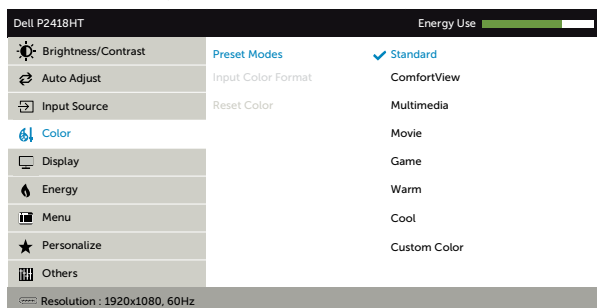 Dell P2418HT Energy Use
Brightness/Contrast Preset Modes Standard
Auto Adjust Input Color Format ComfortView
Input Source Reset Color Multimedia
Color Movie
Display Game
Energy Warm
Menu Cool
Personalize Custom Color
Others
Resolution : 1920x1080, 60Hz